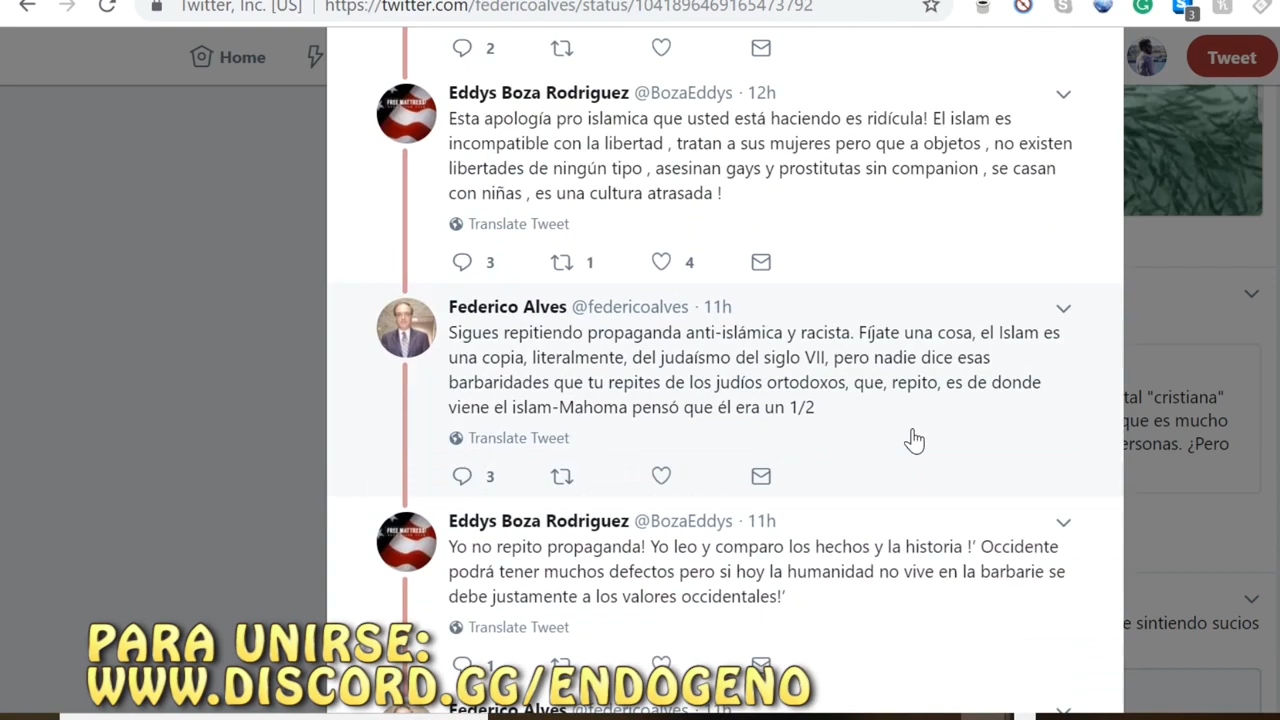 Twitter, Inc. [US]
https://twitter.com/federicoalves/status/1041896469165473792
3
Home
Tweet
2
Eddys Boza Rodriguez @BozaEddys · 12h
Esta apología pro islamica que usted está haciendo es ridícula! El islam es
incompatible con la libertad , tratan a sus mujeres pero que a objetos , no existen
libertades de ningún tipo , asesinan gays y prostitutas sin companion , se casan
con niñas , es una cultura atrasada !
Translate Tweet
3 1 4
Federico Alves @federicoalves · 11h
Sigues repitiendo propaganda anti-islámica y racista. Fíjate una cosa, el Islam es
una copia, literalmente, del judaísmo del siglo VII, pero nadie dice esas
barbaridades que tu repites de los judíos ortodoxos, que, repito, es de donde
viene el islam-Mahoma pensó que él era un 1/2
Translate Tweet
3
Eddys Boza Rodriguez @BozaEddys · 11h
Yo no repito propaganda! Yo leo y comparo los hechos y la historia !’ Occidente
podrá tener muchos defectos pero si hoy la humanidad no vive en la barbarie se
debe justamente a los valores occidentales!’
Translate Tweet
1
Federico Alves @federicoalves · 11h
tal "cristiana"
que es mucho
ersonas. ¿Pero
e sintiendo sucios
PARA UNIRSE:
WWW.DISCORD.GG/ENDOGENO